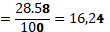 = 28.58/100 = 16,24